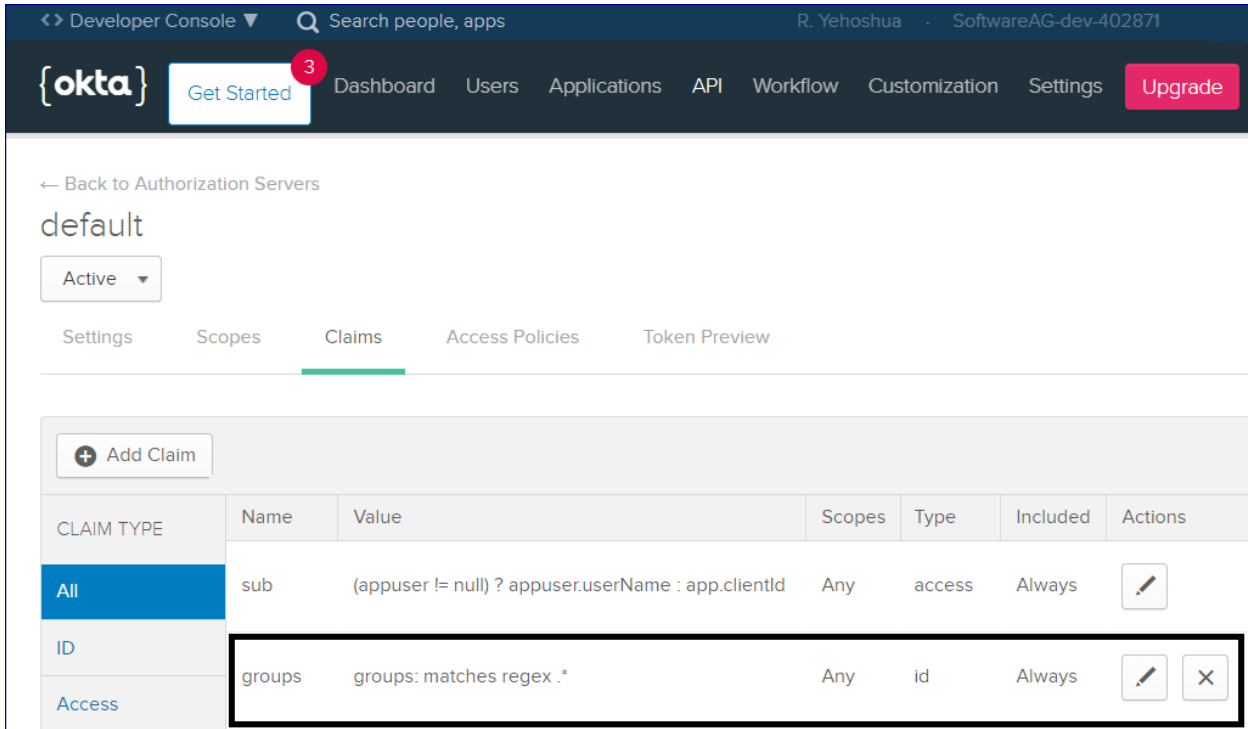 <> Developer Console ▼ Search people, apps R. Yehoshua · SoftwareAG-dev-402871
{okta} Get Started 3 Dashboard Users Applications API Workflow Customization Settings Upgrade
← Back to Authorization Servers
default
Active
Settings Scopes Claims Access Policies Token Preview
Add Claim
CLAIM TYPE Name Value Scopes Type Included Actions
All sub (appuser != null) ? appuser.userName : app.clientId Any access Always
ID
groups groups: matches regex .* Any id Always
Access